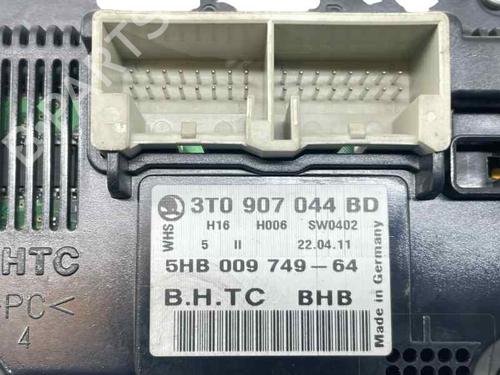 3T0 907 044 BD
WHS
H16 H006 SW0402
5 II 22.04.11
5HB 009 749-64
B.H.TC BHB
Made in Germany
HTC
PC<
4
B-PARTS